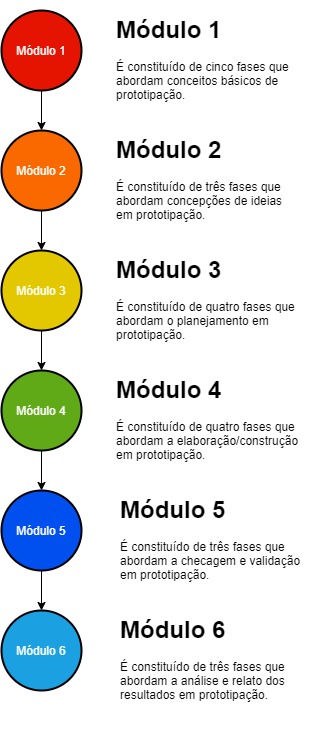 Módulo 1
Módulo 1
É constituído de cinco fases que
abordam conceitos básicos de
prototipação.
Módulo 2
Módulo 2
É constituído de três fases que
abordam concepções de ideias
em prototipação.
Módulo 3
Módulo 3
É constituído de quatro fases que
abordam o planejamento em
prototipação.
Módulo 4
Módulo 4
É constituído de quatro fases que
abordam a elaboração/construção
em prototipação.
Módulo 5
Módulo 5
É constituído de três fases que
abordam a checagem e validação
em prototipação.
Módulo 6
Módulo 6
É constituído de três fases que
abordam a análise e relato dos
resultados em prototipação.